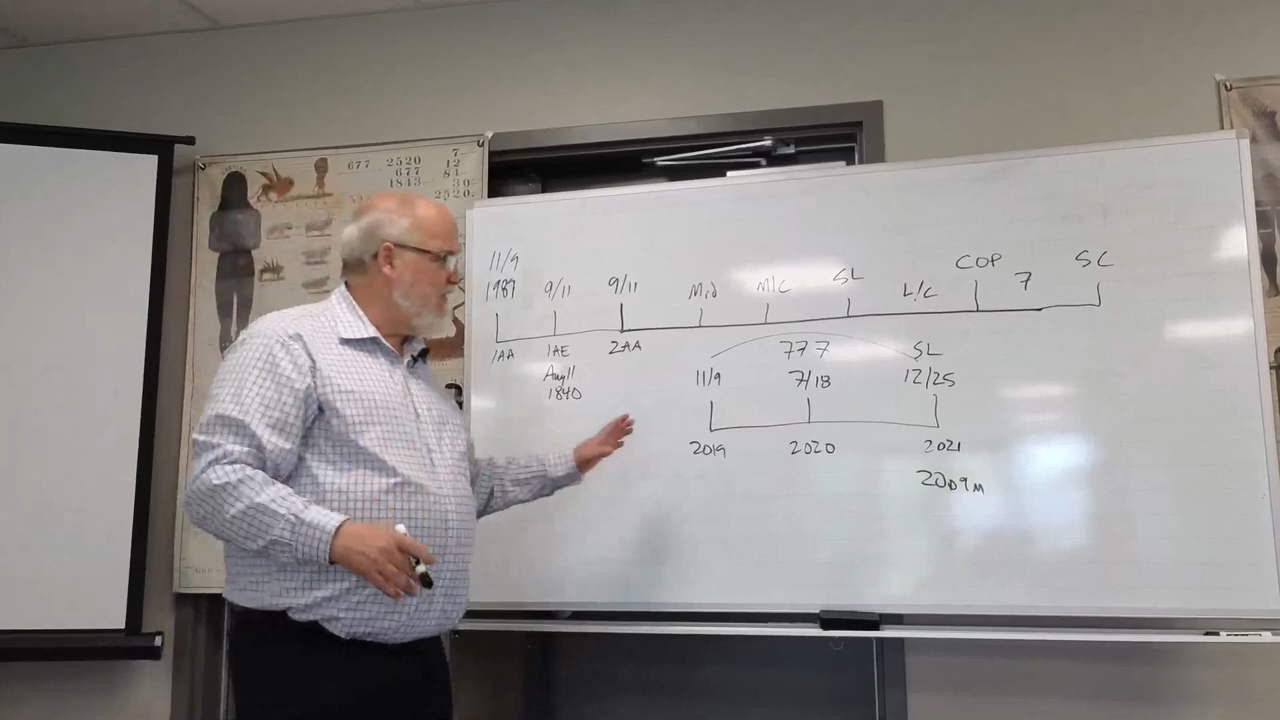 677 2520 7
677 12
1843 84
30
2520
11/9
1989 9/11 9/11 Mid M/C SL L/C COP 7 SC
1AA 1AE 2AA
Aug 11
1840
777 SL
11/9 7/18 12/25
2019 2020 2021
20D9M